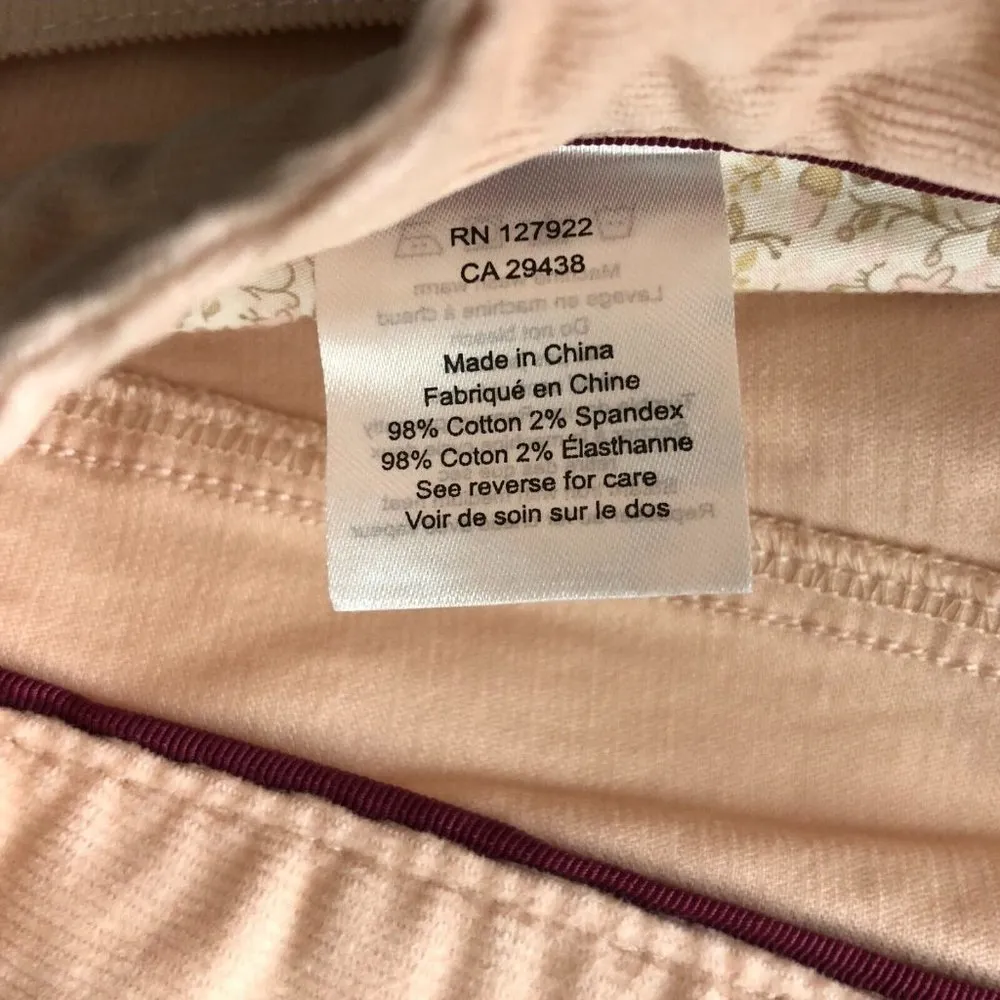 RN 127922
CA 29438
Made in China
Fabriqué en Chine
98% Cotton 2% Spandex
98% Coton 2% Élasthanne
See reverse for care
Voir de soin sur le dos